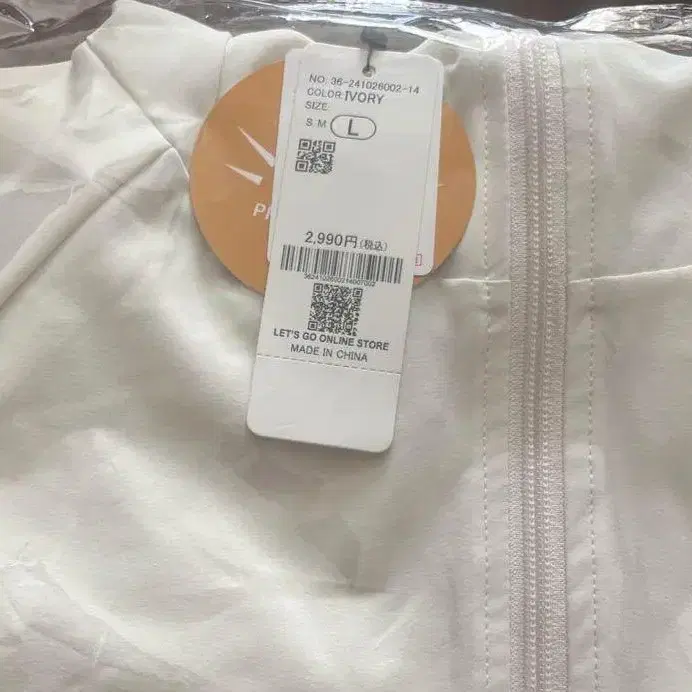 NO: 36-241026002-14
COLOR:IVORY
SIZE:
S M L
2,990円(税込)
3624102600214007002
LET'S GO ONLINE STORE
MADE IN CHINA